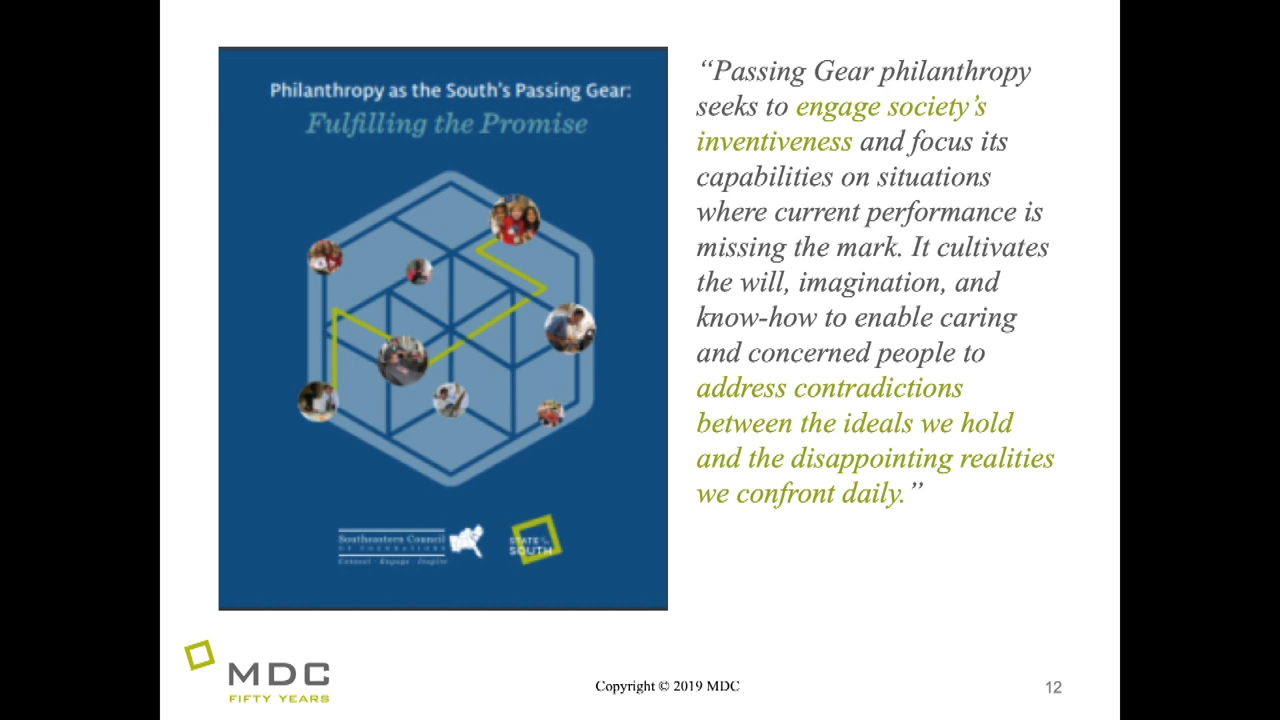 Philanthropy as the South's Passing Gear:
Fulfilling the Promise
Southeastern Council
OF FOUNDATIONS
Connect · Engage · Inspire
STATE OF THE
SOUTH
“Passing Gear philanthropy
seeks to engage society’s
inventiveness and focus its
capabilities on situations
where current performance is
missing the mark. It cultivates
the will, imagination, and
know-how to enable caring
and concerned people to
address contradictions
between the ideals we hold
and the disappointing realities
we confront daily.”
MDC
FIFTY YEARS
Copyright © 2019 MDC
12